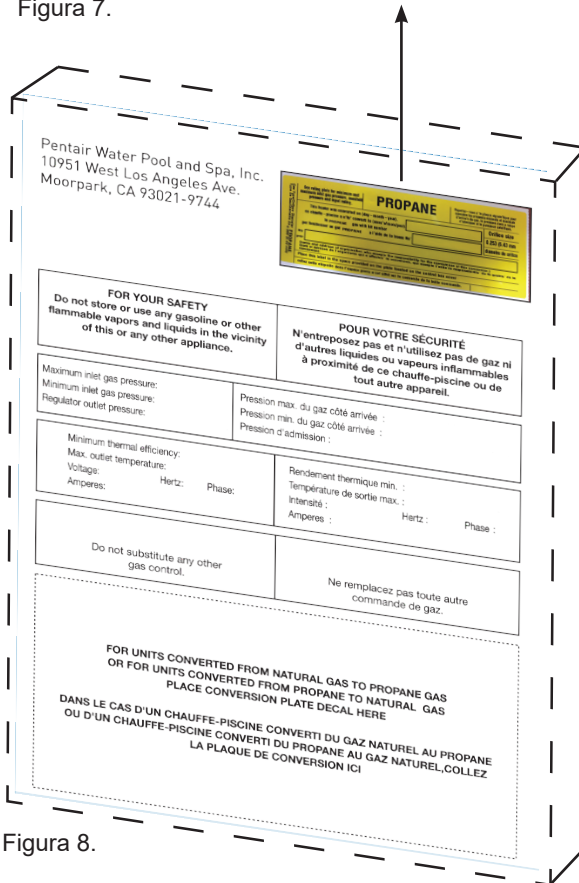 Figura 7.
Pentair Water Pool and Spa, Inc.
10951 West Los Angeles Ave.
Moorpark, CA 93021-9744
PROPANE
FOR YOUR SAFETY
Do not store or use any gasoline or other
flammable vapors and liquids in the vicinity
of this or any other appliance.
POUR VOTRE SÉCURITÉ
N'entreposez pas et n'utilisez pas de gaz ni
d'autres liquides ou vapeurs inflammables
à proximité de ce chauffe-piscine ou de
tout autre appareil.
Maximum inlet gas pressure:
Minimum inlet gas pressure:
Regulator outlet pressure:
Pression max. du gaz côté arrivée :
Pression min. du gaz côté arrivée :
Pression d'admission :
Minimum thermal efficiency:
Max. outlet temperature:
Voltage: Hertz: Phase:
Amperes:
Rendement thermique min. :
Température de sortie max. :
Intensité : Hertz : Phase :
Amperes :
Do not substitute any other
gas control.
Ne remplacez pas toute autre
commande de gaz.
FOR UNITS CONVERTED FROM NATURAL GAS TO PROPANE GAS
OR FOR UNITS CONVERTED FROM PROPANE TO NATURAL GAS
PLACE CONVERSION PLATE DECAL HERE
DANS LE CAS D'UN CHAUFFE-PISCINE CONVERTI DU GAZ NATUREL AU PROPANE
OU D'UN CHAUFFE-PISCINE CONVERTI DU PROPANE AU GAZ NATUREL,COLLEZ
LA PLAQUE DE CONVERSION ICI
Figura 8.